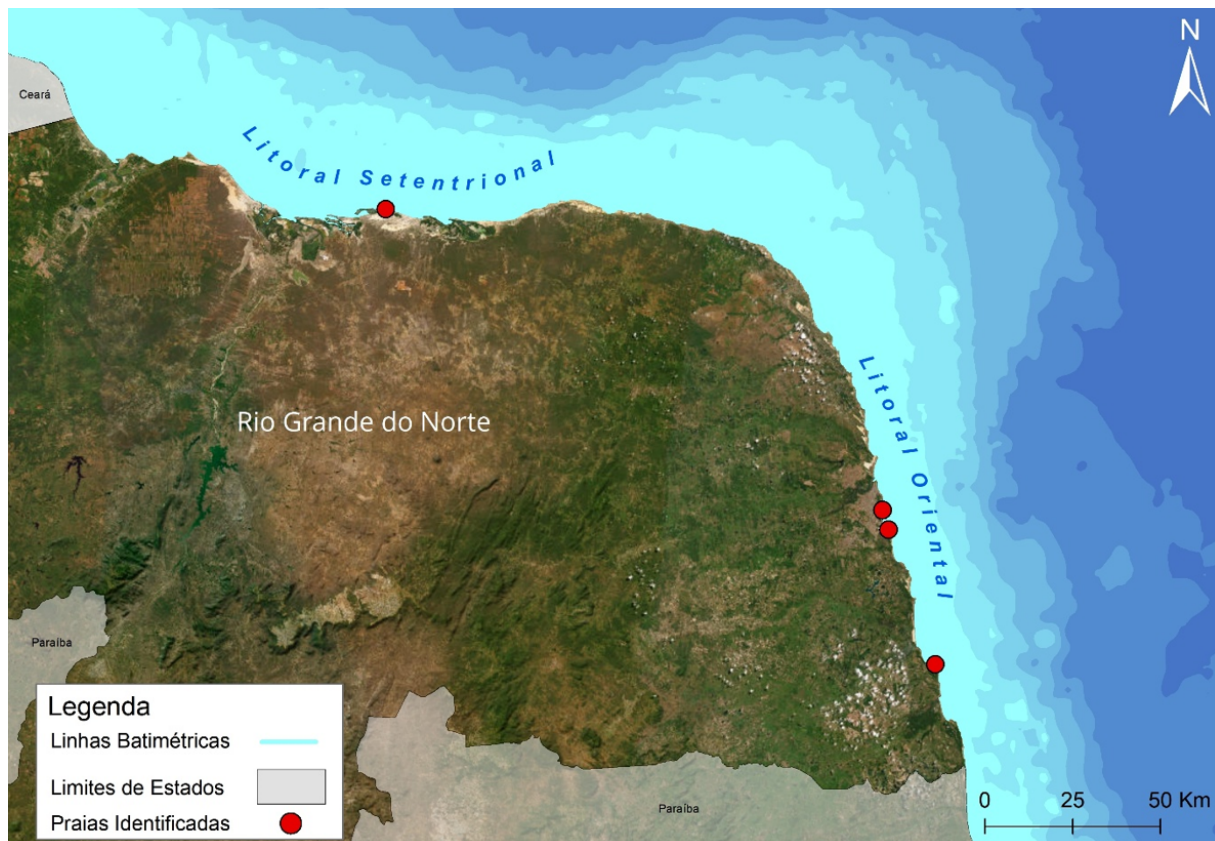 N
Ceará
Litoral Setentrional
Litoral Oriental
Rio Grande do Norte
Paraíba
Legenda
Linhas Batimétricas
Limites de Estados
Praias Identificadas
Paraíba
0 25 50 Km